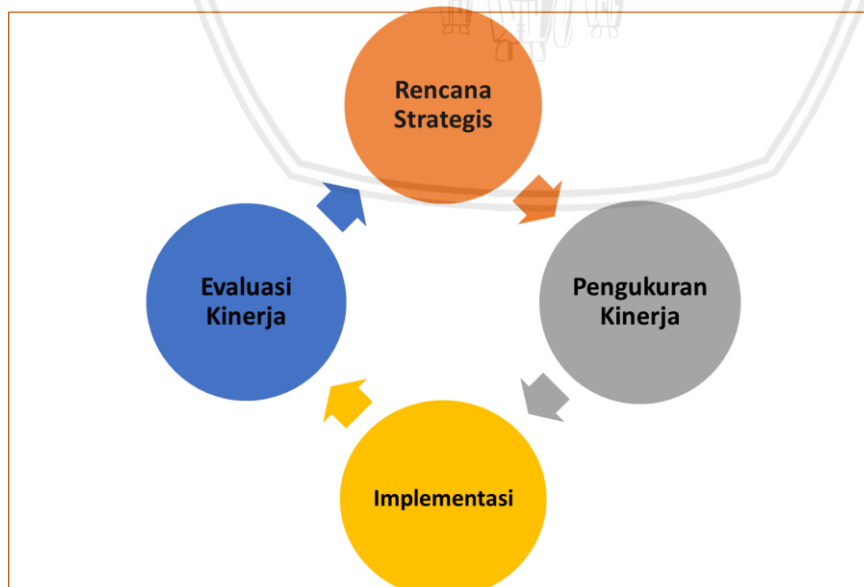 Rencana
Strategis
Pengukuran
Kinerja
Implementasi
Evaluasi
Kinerja